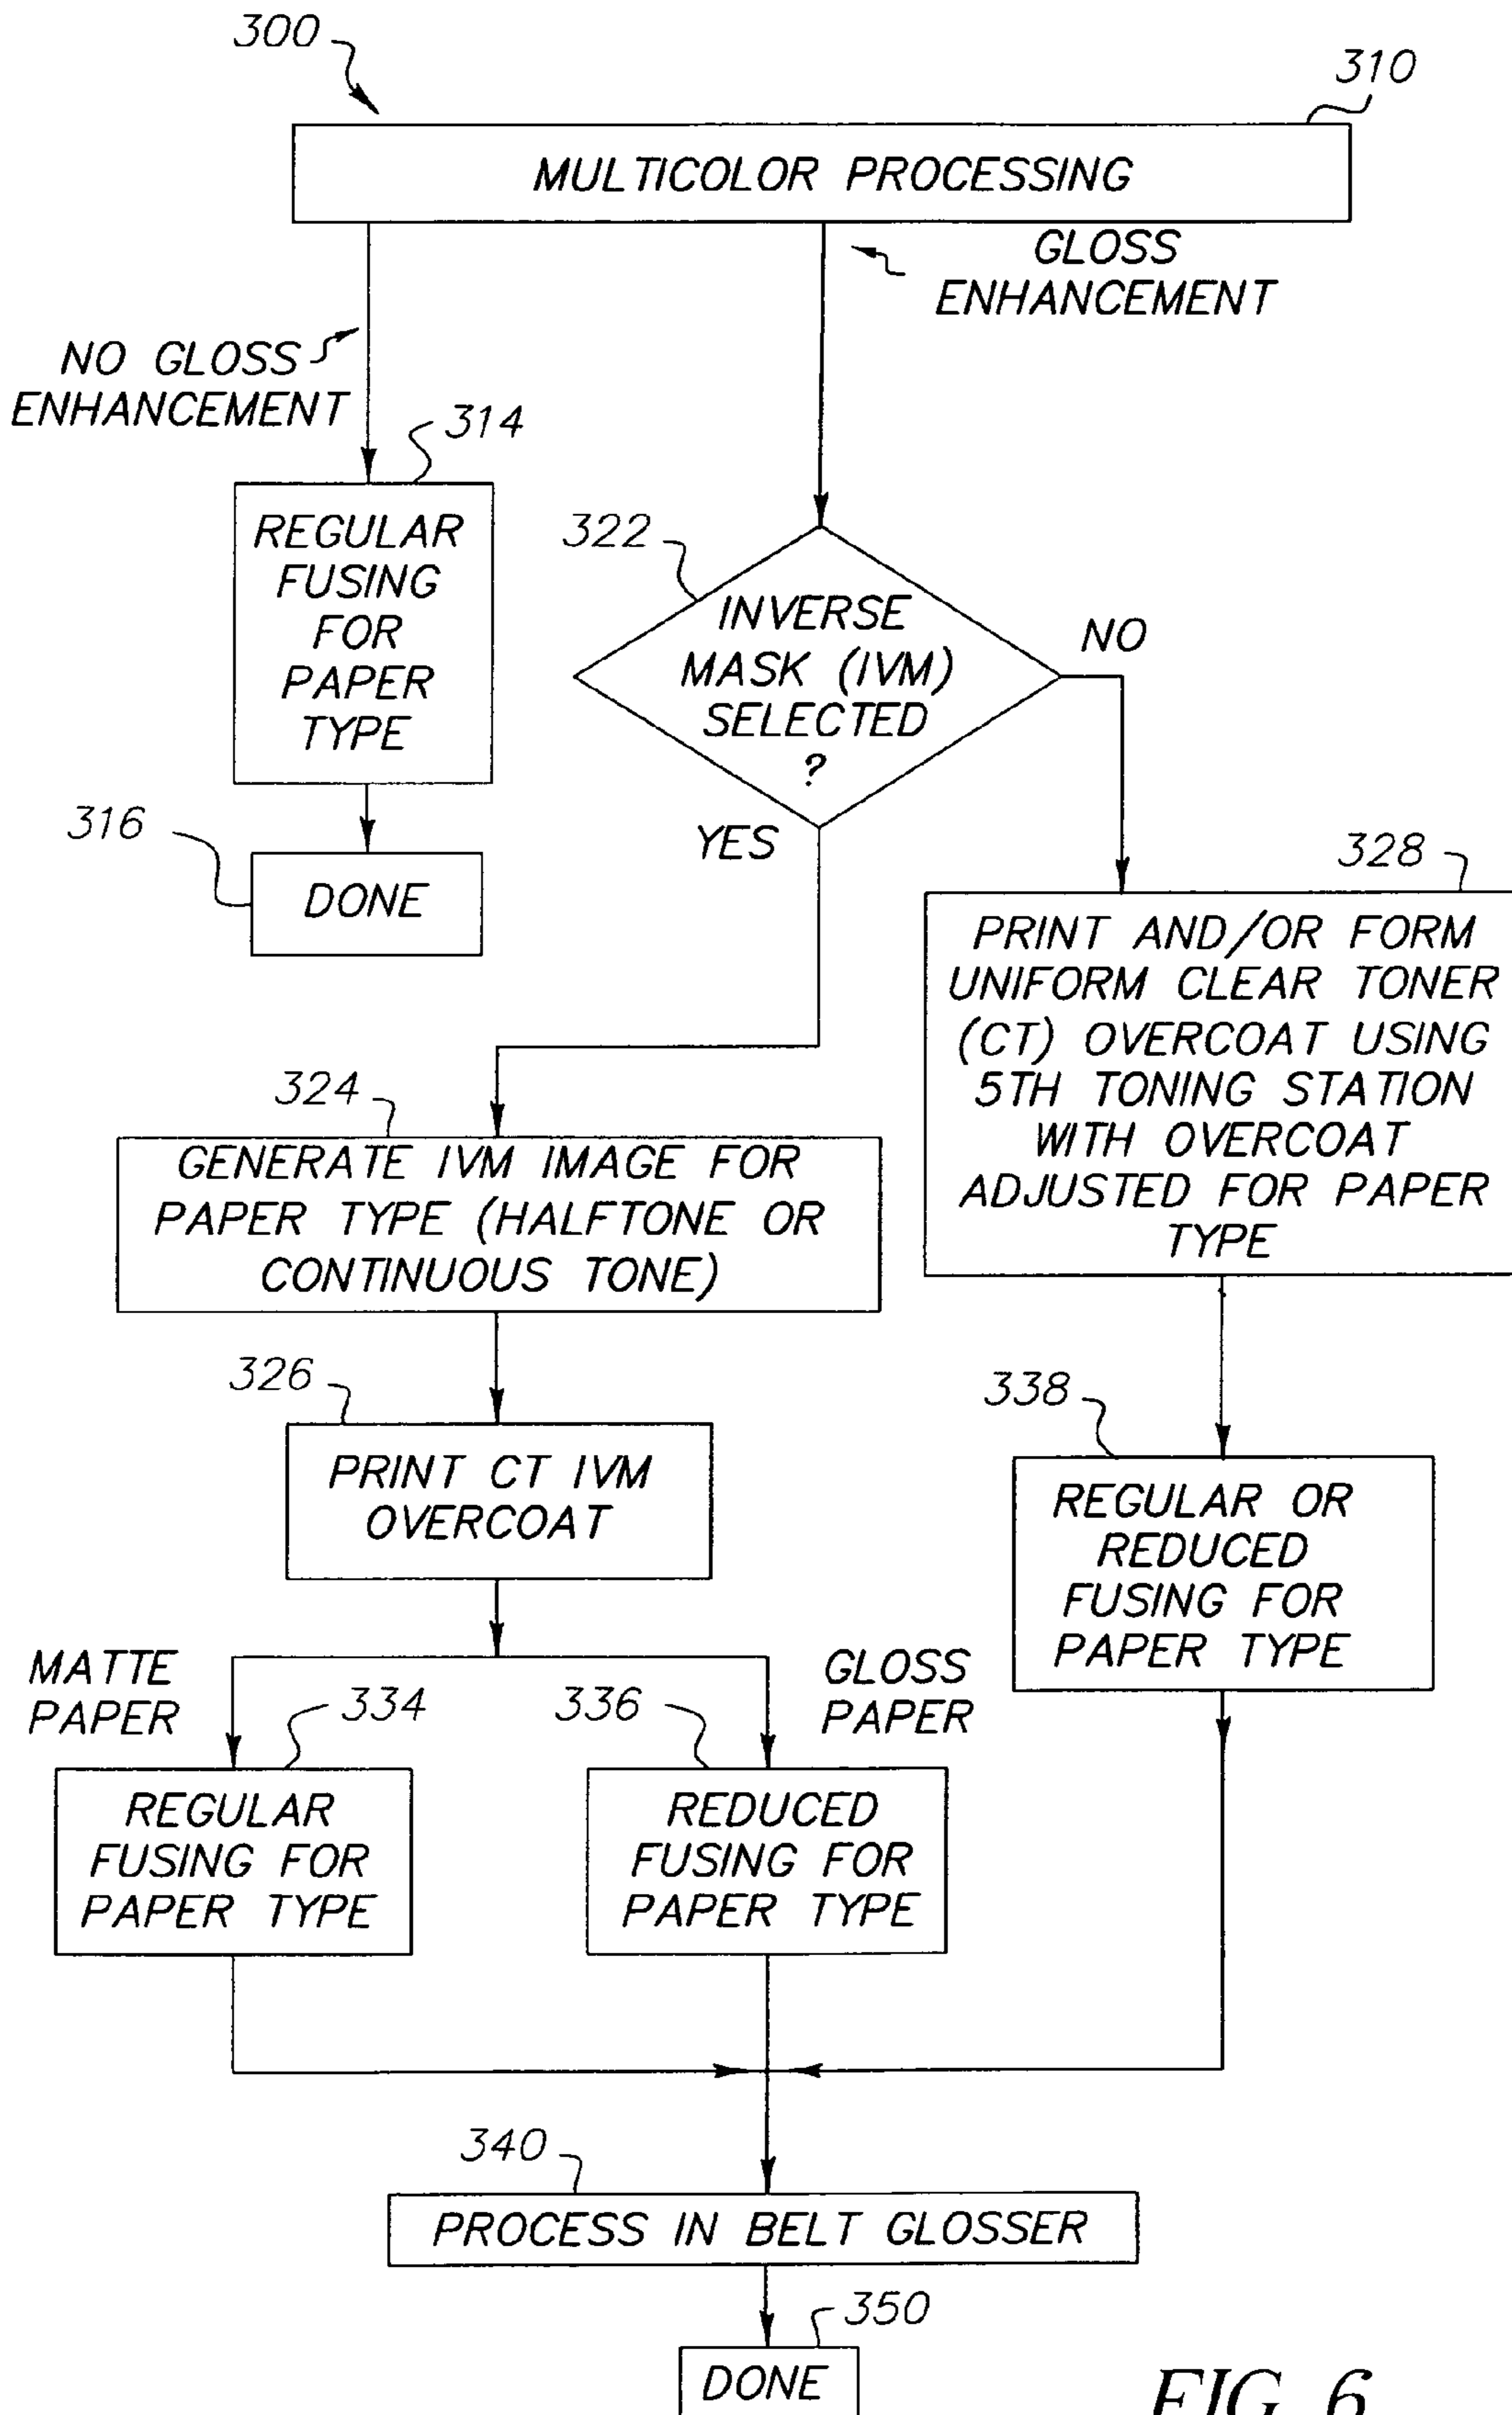 300
310
MULTICOLOR PROCESSING
GLOSS
ENHANCEMENT
NO GLOSS
ENHANCEMENT
314
REGULAR
FUSING
FOR
PAPER
TYPE
316
DONE
322
INVERSE
MASK (IVM)
SELECTED
?
NO
YES
328
PRINT AND/OR FORM
UNIFORM CLEAR TONER
(CT) OVERCOAT USING
5TH TONING STATION
WITH OVERCOAT
ADJUSTED FOR PAPER
TYPE
324
GENERATE IVM IMAGE FOR
PAPER TYPE (HALFTONE OR
CONTINUOUS TONE)
326
PRINT CT IVM
OVERCOAT
338
REGULAR OR
REDUCED
FUSING FOR
PAPER TYPE
MATTE
PAPER
334
REGULAR
FUSING FOR
PAPER TYPE
336
GLOSS
PAPER
REDUCED
FUSING FOR
PAPER TYPE
340
PROCESS IN BELT GLOSSER
350
DONE
FIG. 6